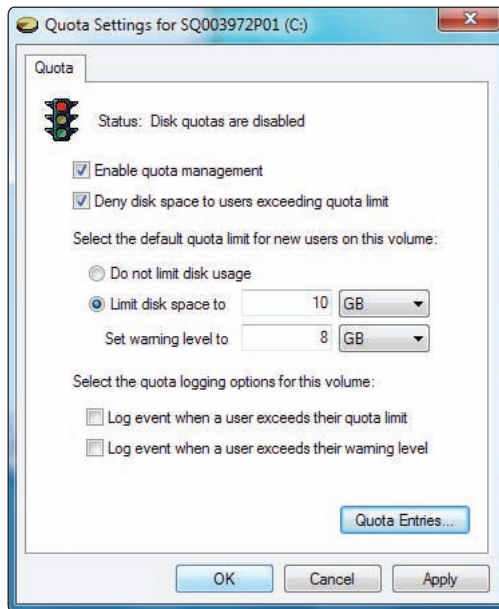 Quota Settings for SQ003972P01 (C:)
Quota
Status: Disk quotas are disabled
Enable quota management
Deny disk space to users exceeding quota limit
Select the default quota limit for new users on this volume:
Do not limit disk usage
Limit disk space to 10 GB
Set warning level to 8 GB
Select the quota logging options for this volume:
Log event when a user exceeds their quota limit
Log event when a user exceeds their warning level
Quota Entries...
OK Cancel Apply